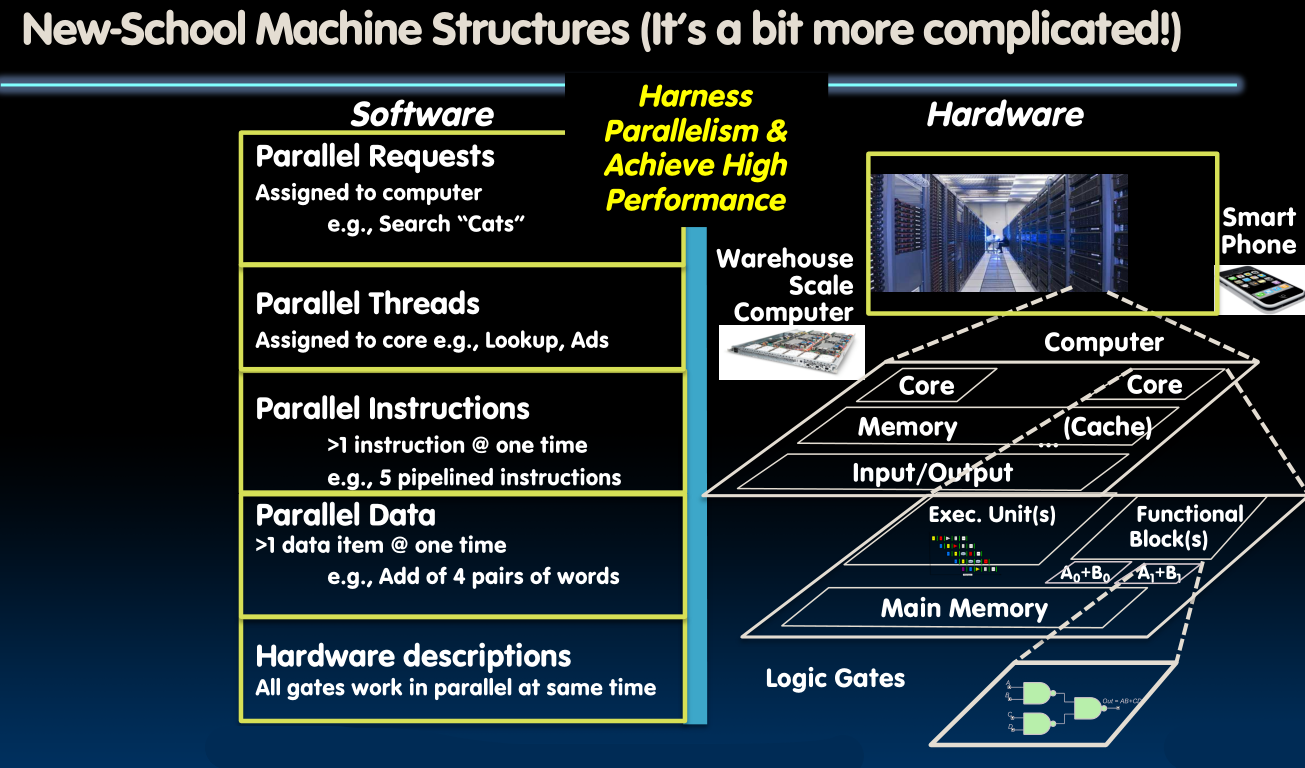 New-School Machine Structures (It's a bit more complicated!)
Software
Harness
Parallelism &
Achieve High
Performance
Hardware
Parallel Requests
Assigned to computer
e.g., Search “Cats”
Parallel Threads
Assigned to core e.g., Lookup, Ads
Parallel Instructions
>1 instruction @ one time
e.g., 5 pipelined instructions
Parallel Data
>1 data item @ one time
e.g., Add of 4 pairs of words
Hardware descriptions
All gates work in parallel at same time
Warehouse
Scale
Computer
Smart
Phone
Computer
Core
Core
Memory
(Cache)
...
Input/Output
Exec. Unit(s)
Functional
Block(s)
A₀+B₀
A₁+B₁
Main Memory
Logic Gates
A
B
C
D
Out = AB+CD